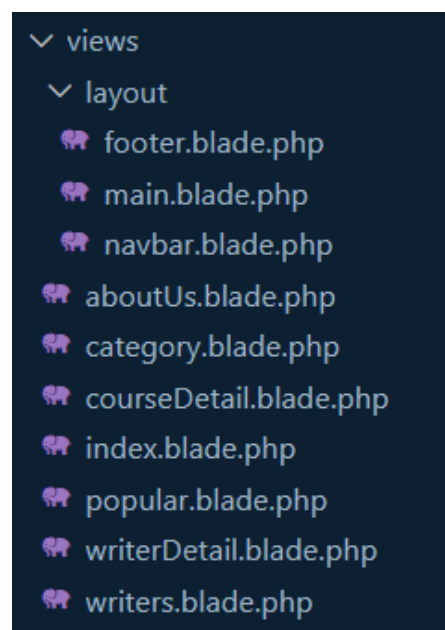 views
layout
footer.blade.php
main.blade.php
navbar.blade.php
aboutUs.blade.php
category.blade.php
courseDetail.blade.php
index.blade.php
popular.blade.php
writerDetail.blade.php
writers.blade.php